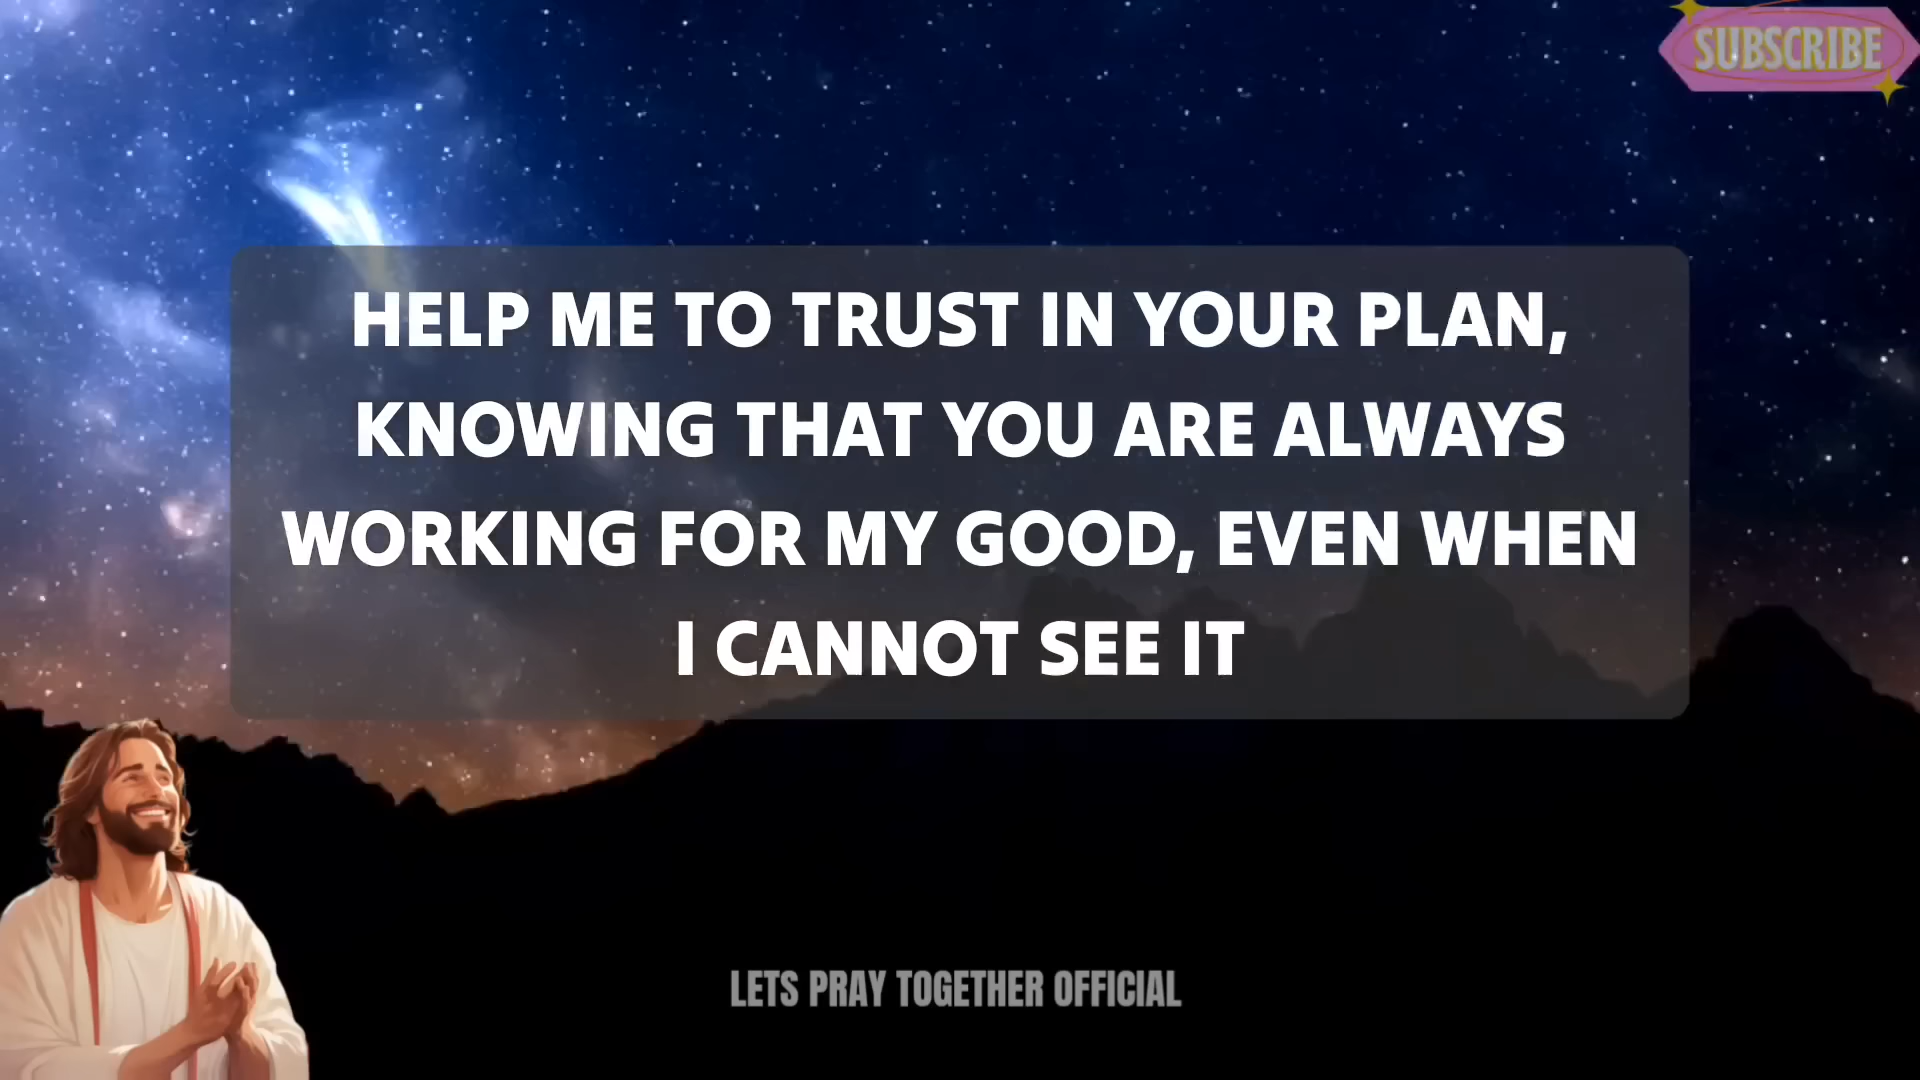 SUBSCRIBE
HELP ME TO TRUST IN YOUR PLAN,
KNOWING THAT YOU ARE ALWAYS
WORKING FOR MY GOOD, EVEN WHEN
I CANNOT SEE IT
LETS PRAY TOGETHER OFFICIAL